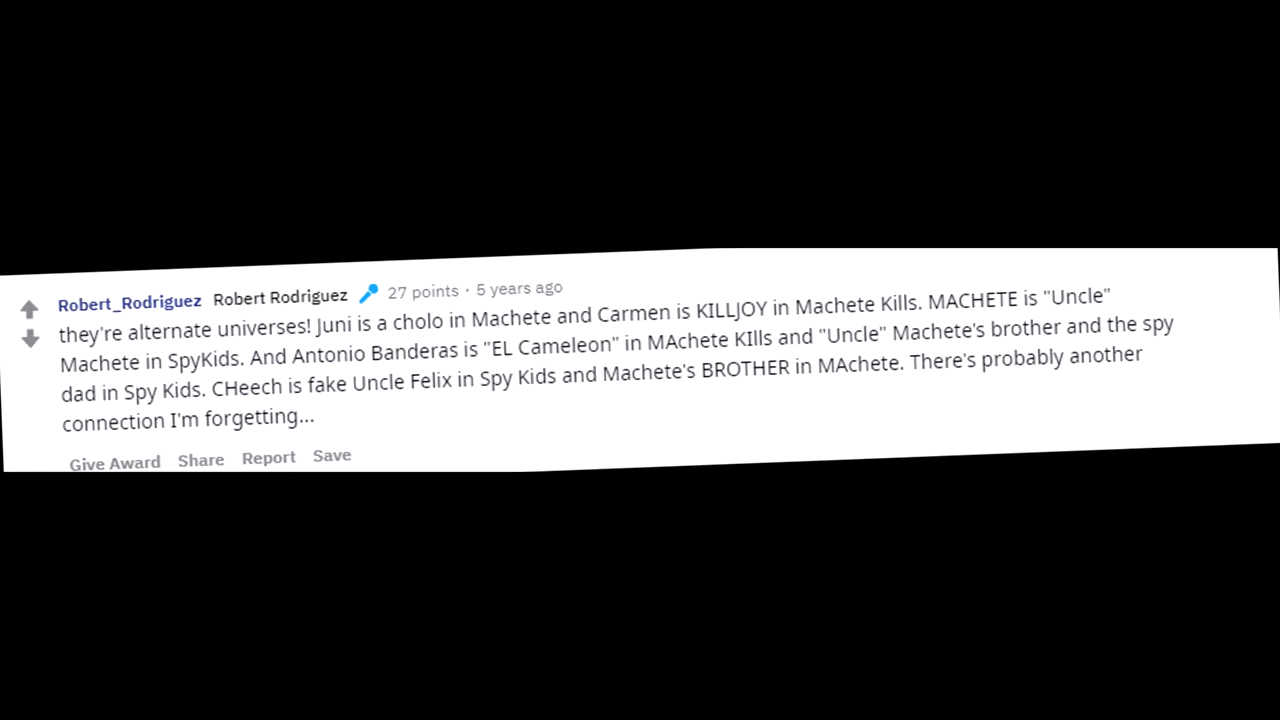 Robert_Rodriguez Robert Rodriguez 27 points · 5 years ago
they're alternate universes! Juni is a cholo in Machete and Carmen is KILLJOY in Machete Kills. MACHETE is "Uncle"
Machete in SpyKids. And Antonio Banderas is "EL Cameleon" in MAchete KIlls and "Uncle" Machete's brother and the spy
dad in Spy Kids. CHeech is fake Uncle Felix in Spy Kids and Machete's BROTHER in MAchete. There's probably another
connection I'm forgetting...
Give Award Share Report Save